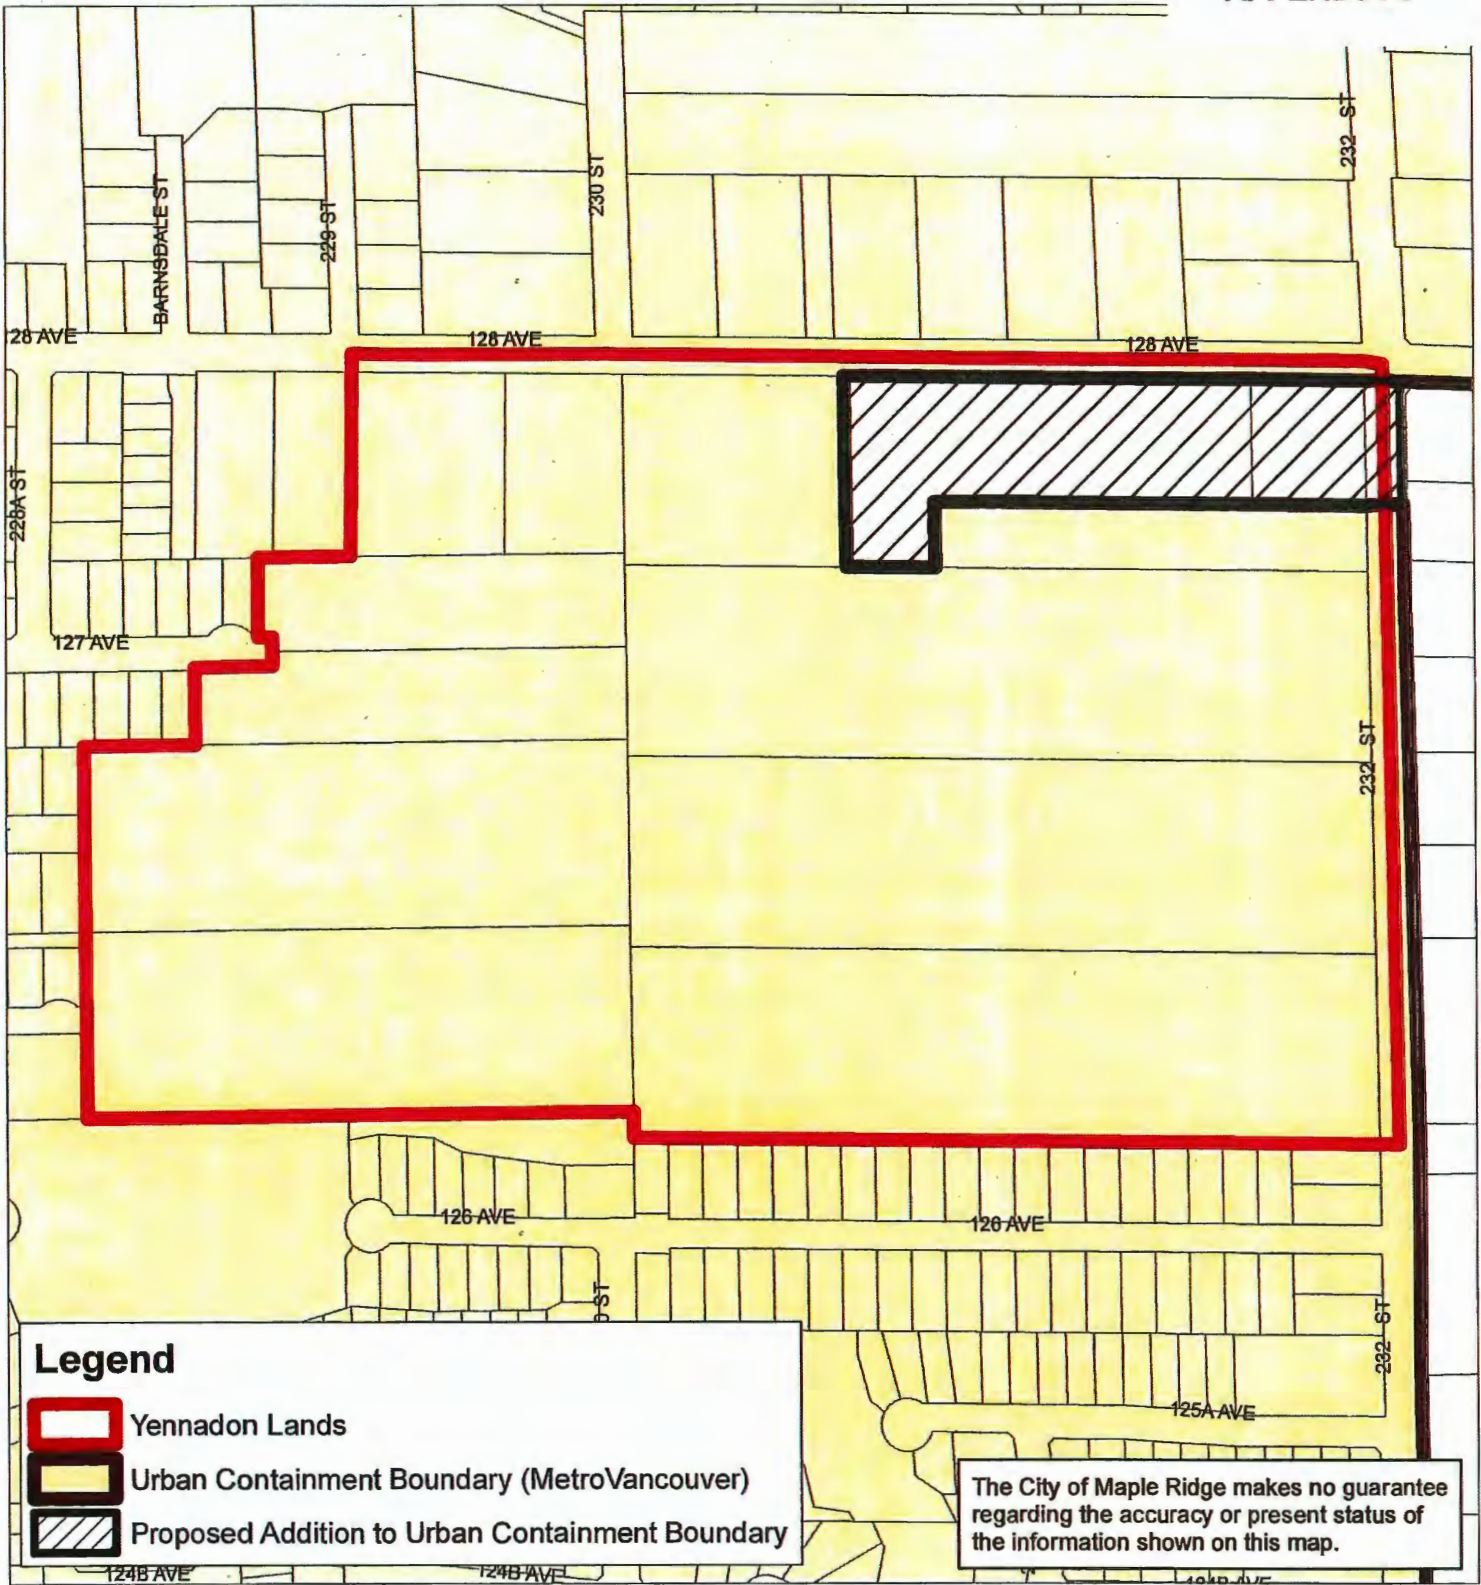 232 ST
BARNSDALE ST
229 ST
230 ST
28 AVE
128 AVE
128 AVE
228A ST
127 AVE
232 ST
126 AVE
126 AVE
ST
232 ST
125A AVE
Legend
Yennadon Lands
Urban Containment Boundary (MetroVancouver)
Proposed Addition to Urban Containment Boundary
The City of Maple Ridge makes no guarantee
regarding the accuracy or present status of
the information shown on this map.
124B AVE
124B AVE